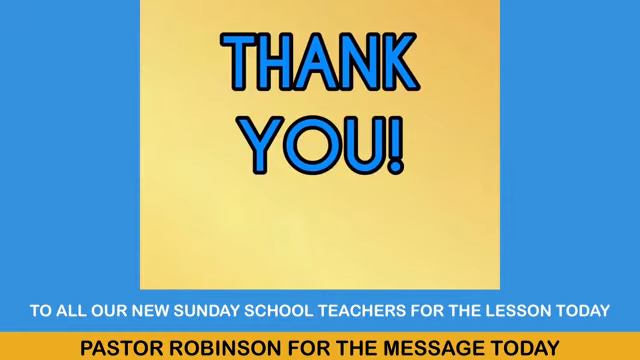 THANK
YOU!
TO ALL OUR NEW SUNDAY SCHOOL TEACHERS FOR THE LESSON TODAY
PASTOR ROBINSON FOR THE MESSAGE TODAY